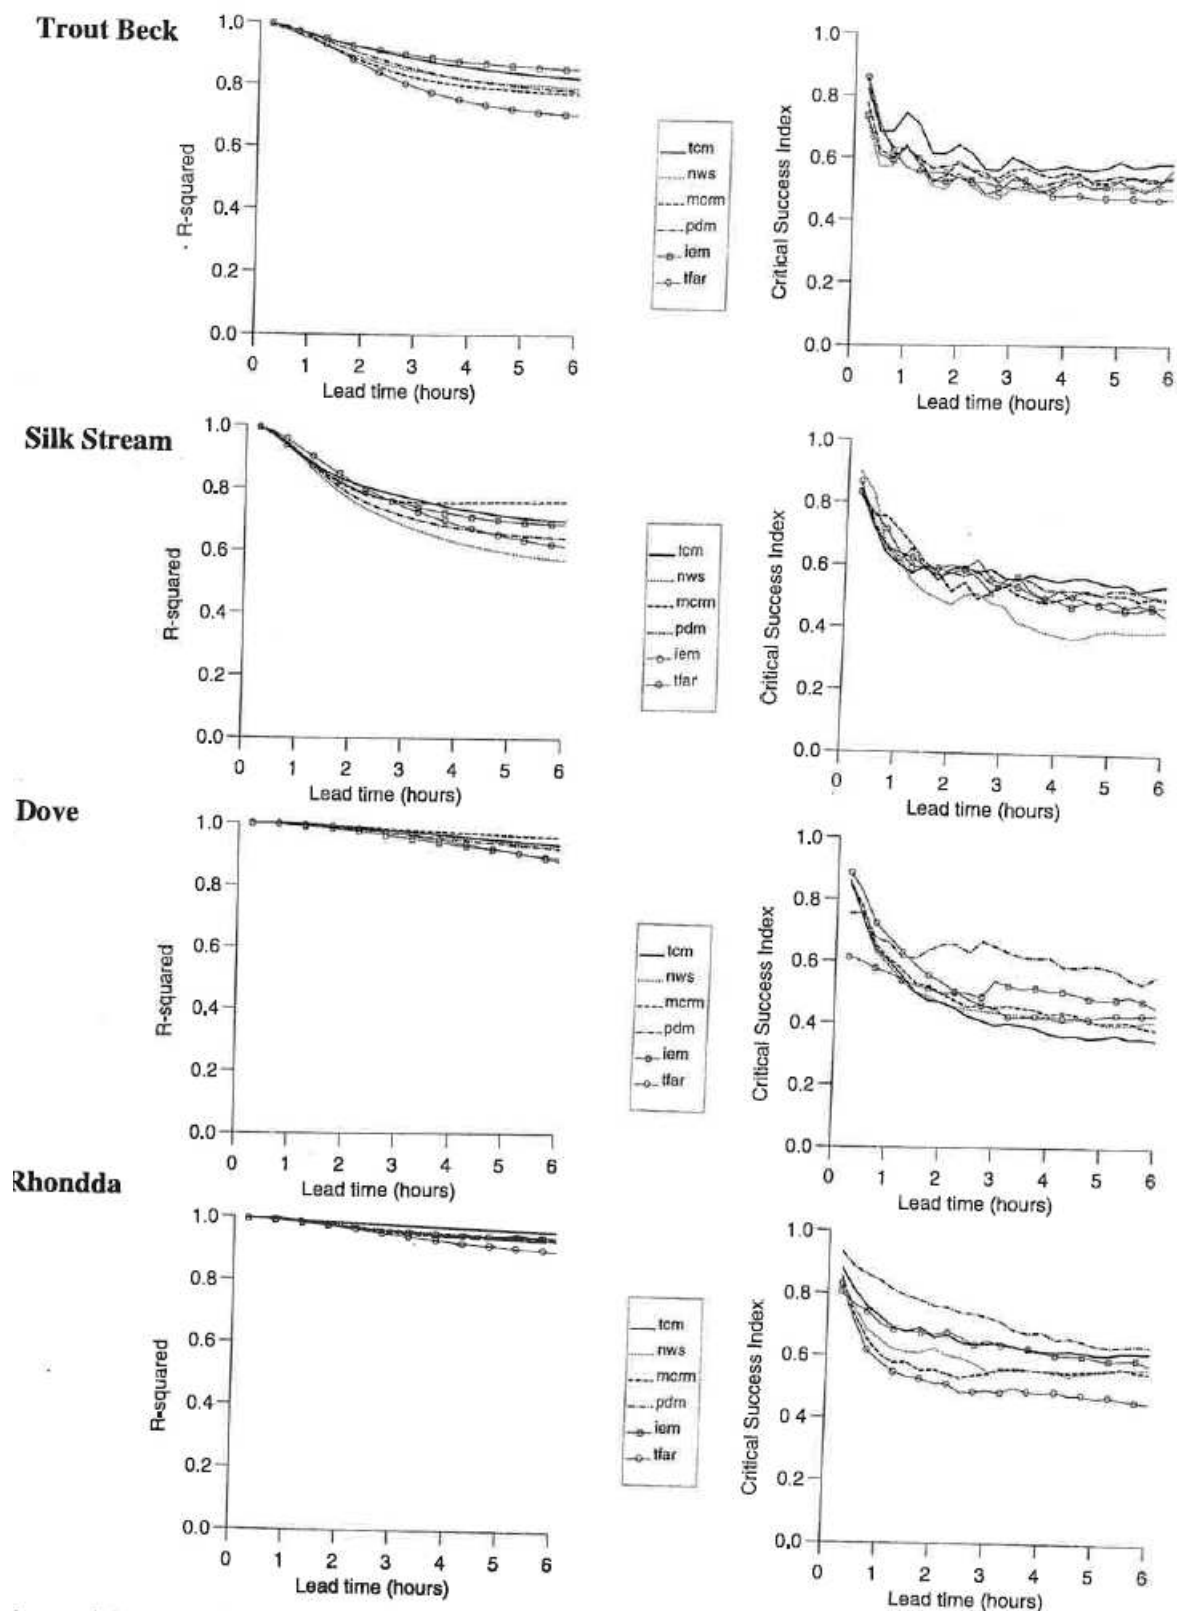 Trout Beck
1.0
0.8
0.6
0.4
0.2
0.0
R-squared
0 1 2 3 4 5 6
Lead time (hours)
tcm
nws
mcrm
pdm
iem
tfar
1.0
0.8
0.6
0.4
0.2
0.0
Critical Success Index
0 1 2 3 4 5 6
Lead time (hours)
Silk Stream
1.0
0.8
0.6
0.4
0.2
0.0
R-squared
0 1 2 3 4 5 6
Lead time (hours)
tcm
nws
mcrm
pdm
iem
tfar
1.0
0.8
0.6
0.4
0.2
0.0
Critical Success Index
0 1 2 3 4 5 6
Lead time (hours)
Dove
1.0
0.8
0.6
0.4
0.2
0.0
R-squared
0 1 2 3 4 5 6
Lead time (hours)
tcm
nws
mcrm
pdm
iem
tfar
1.0
0.8
0.6
0.4
0.2
0.0
Critical Success Index
0 1 2 3 4 5 6
Lead time (hours)
Rhondda
1.0
0.8
0.6
0.4
0.2
0.0
R-squared
0 1 2 3 4 5 6
Lead time (hours)
tcm
nws
mcrm
pdm
iem
tfar
1.0
0.8
0.6
0.4
0.2
0.0
Critical Success Index
0 1 2 3 4 5 6
Lead time (hours)